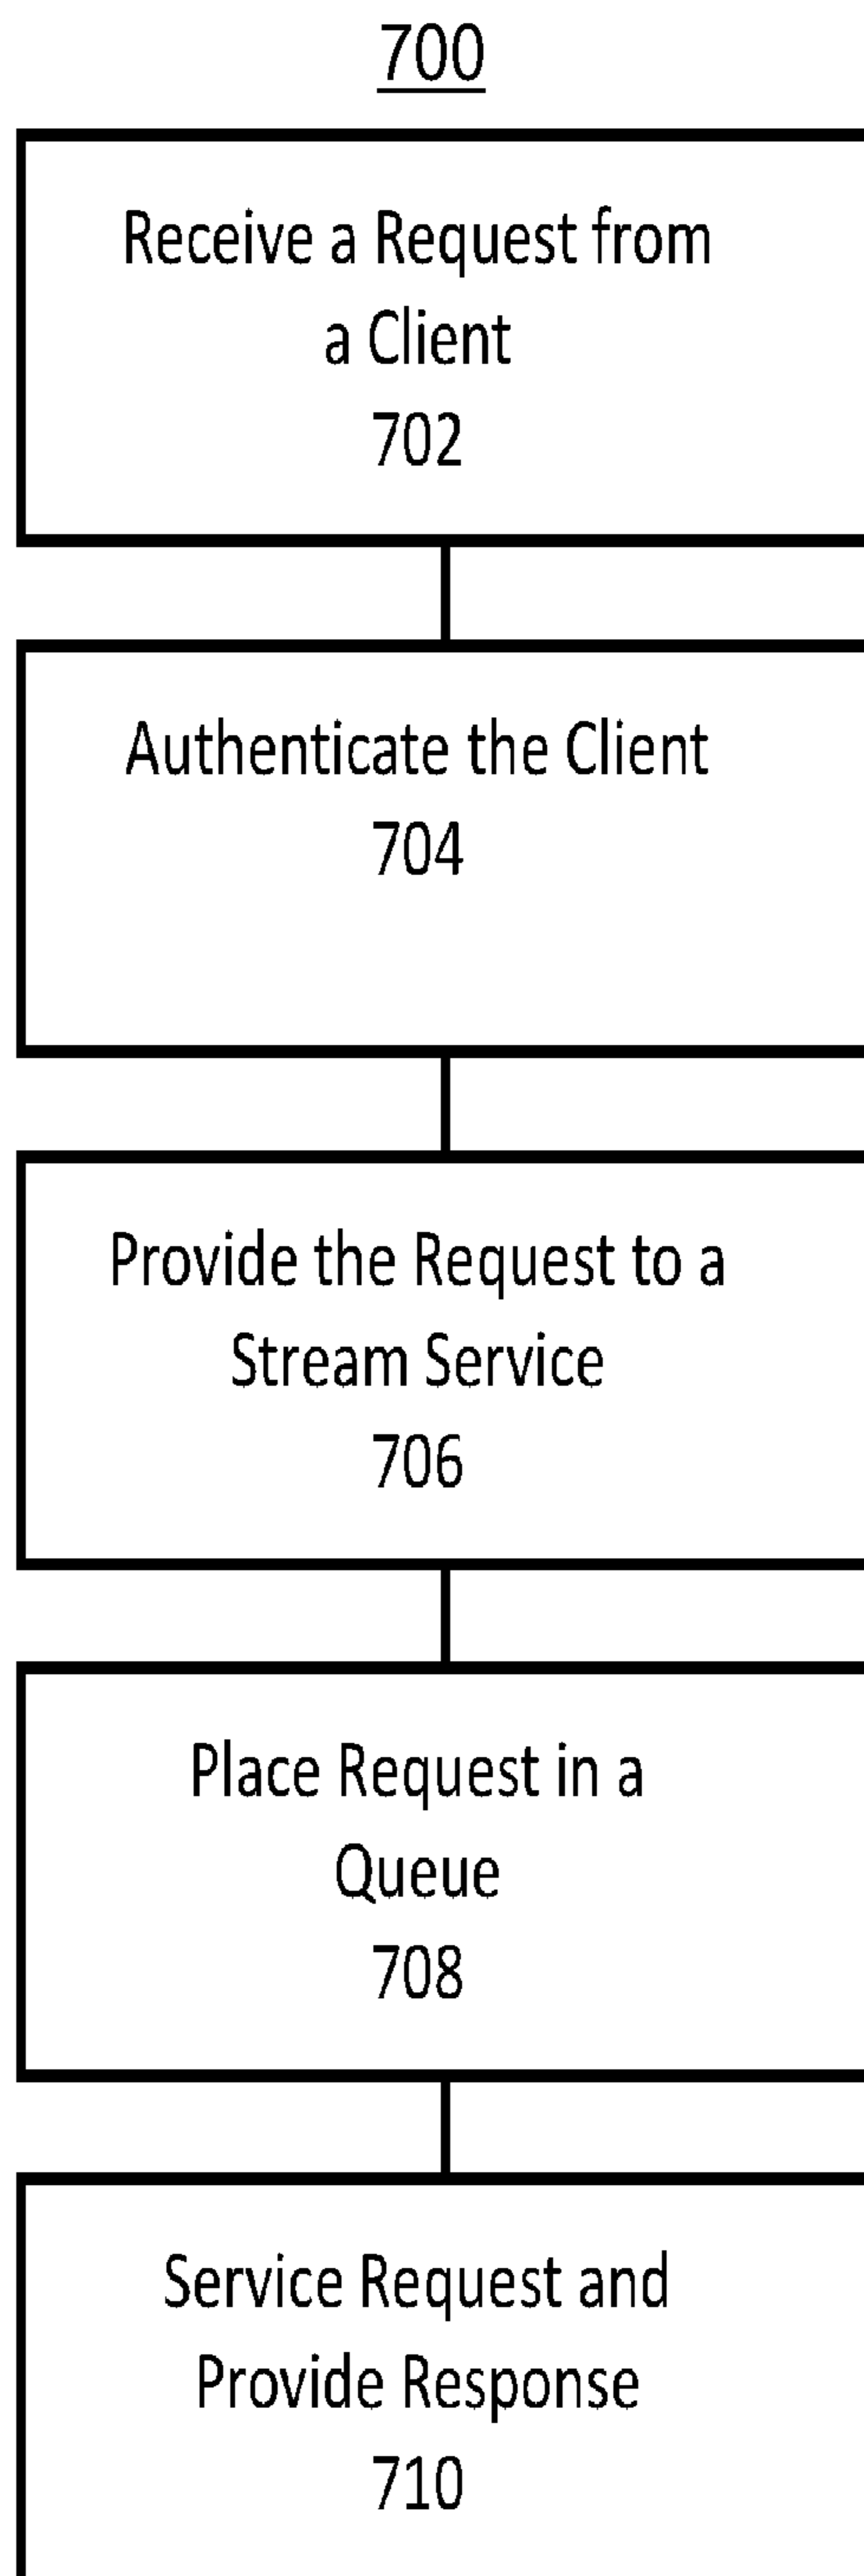 700
Receive a Request from
a Client
702
Authenticate the Client
704
Provide the Request to a
Stream Service
706
Place Request in a
Queue
708
Service Request and
Provide Response
710